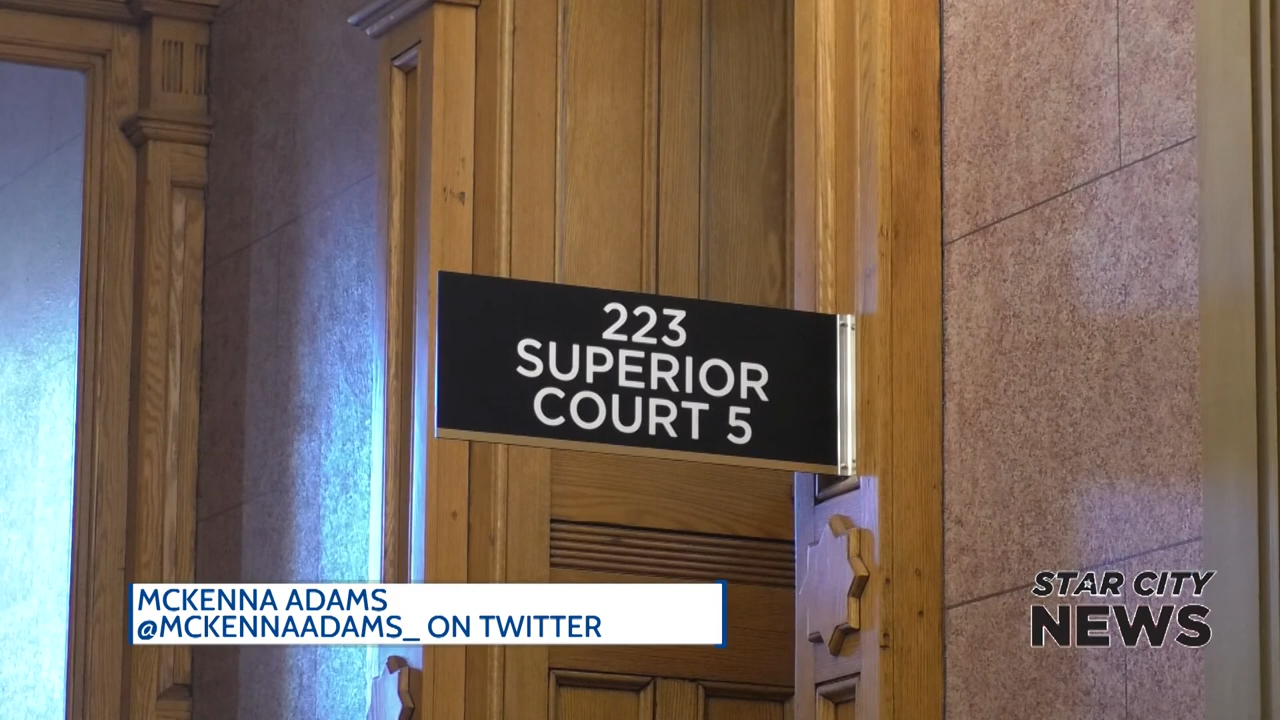 223
SUPERIOR
COURT 5
MCKENNA ADAMS
@MCKENNAADAMS_ ON TWITTER
STAR CITY
NEWS